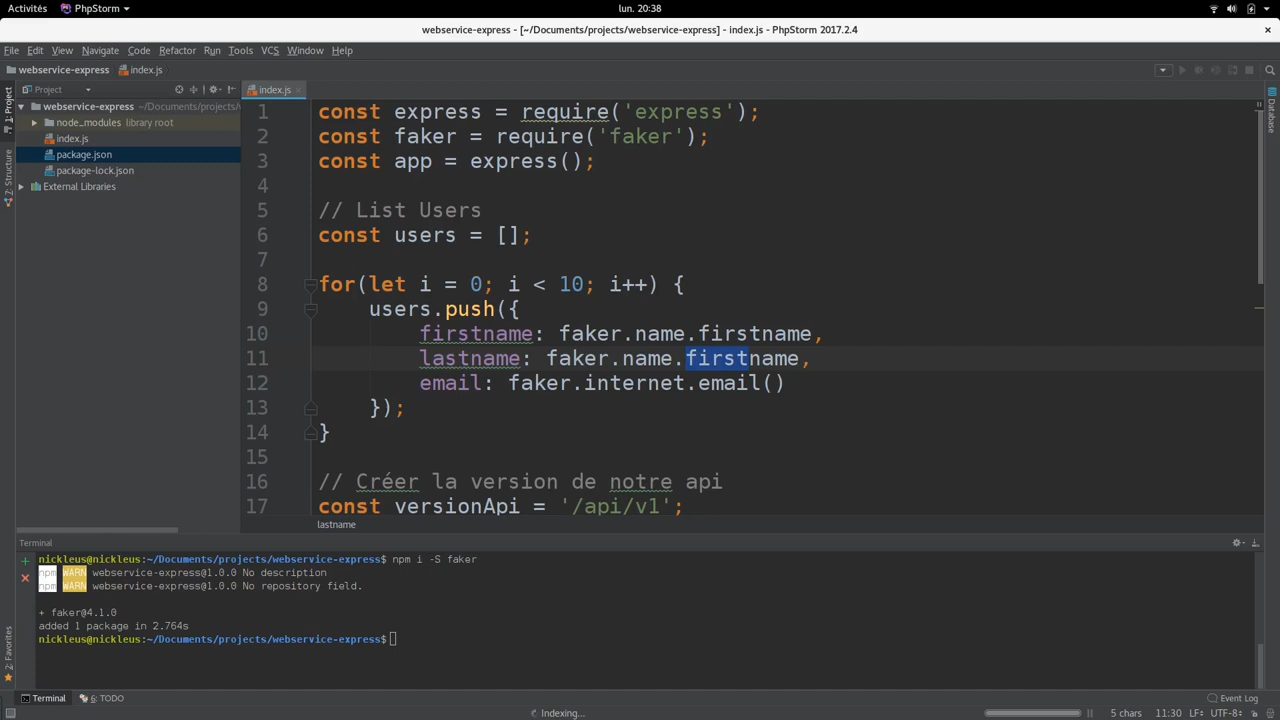 Activités
PhpStorm
lun. 20:38
webservice-express - [~/Documents/projects/webservice-express] - index.js - PhpStorm 2017.2.4
File Edit View Navigate Code Refactor Run Tools VCS Window Help
webservice-express index.js
1: Project
Project
index.js
webservice-express ~/Documents/projects/
node_modules library root
index.js
package.json
package-lock.json
External Libraries
7: Structure
2: Favorites
Database
1 const express = require('express');
2 const faker = require('faker');
3 const app = express();
4
5 // List Users
6 const users = [];
7
8 for(let i = 0; i < 10; i++) {
9 users.push({
10 firstname: faker.name.firstname,
11 lastname: faker.name.firstname,
12 email: faker.internet.email()
13 });
14 }
15
16 // Créer la version de notre api
17 const versionApi = '/api/v1';
lastname
Terminal
nickleus@nickleus:~/Documents/projects/webservice-express$ npm i -S faker
npm WARN webservice-express@1.0.0 No description
npm WARN webservice-express@1.0.0 No repository field.
+ faker@4.1.0
added 1 package in 2.764s
nickleus@nickleus:~/Documents/projects/webservice-express$
Terminal
6: TODO
Event Log
Indexing...
5 chars 11:30 LF UTF-8